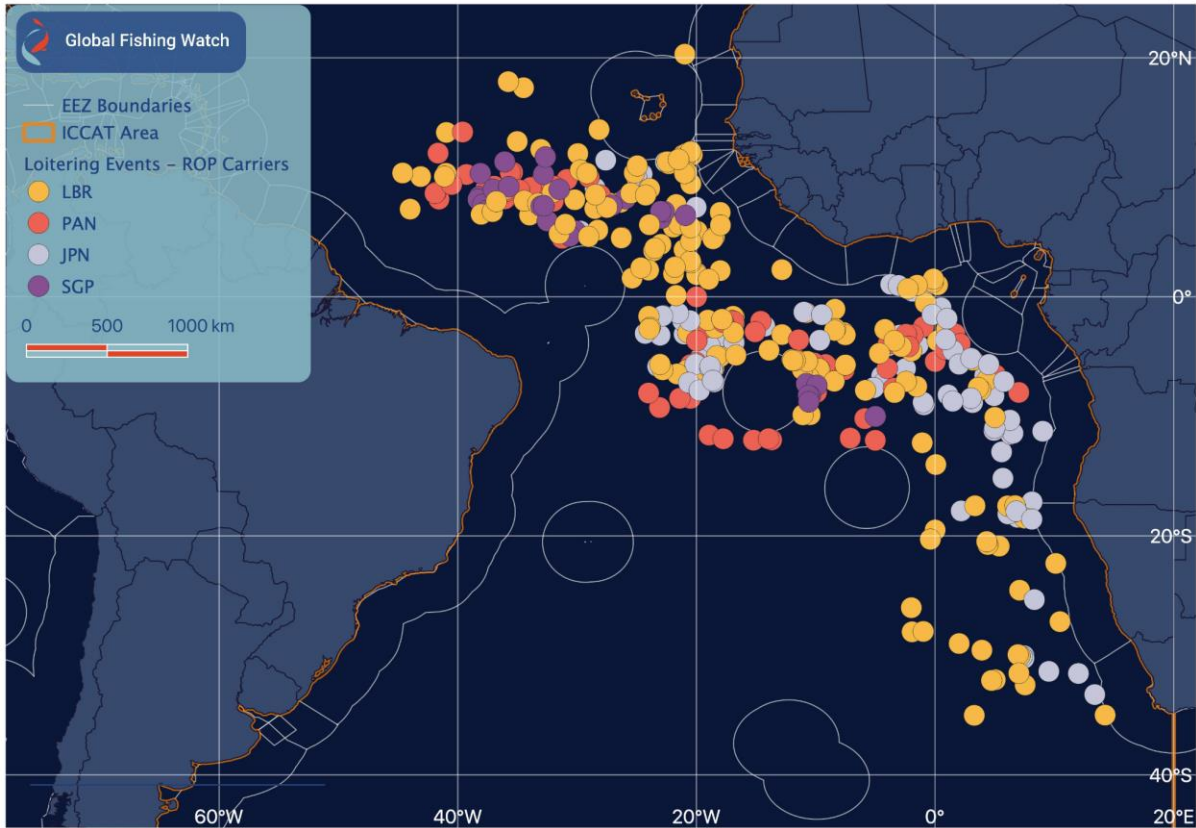 Global Fishing Watch
EEZ Boundaries
ICCAT Area
Loitering Events – ROP Carriers
LBR
PAN
JPN
SGP
0 500 1000 km
20°N
0°
0°
20°S
40°S
60°W 40°W 20°W 0° 20°E